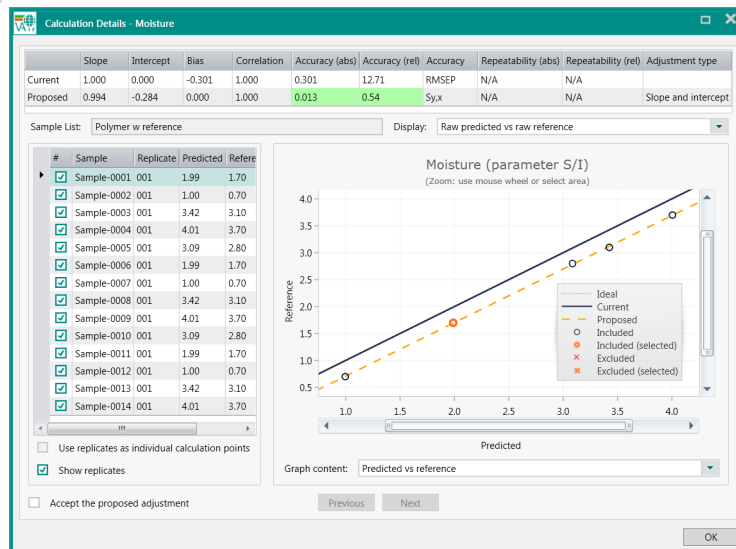 VA
Calculation Details - Moisture
Slope Intercept Bias Correlation Accuracy (abs) Accuracy (rel) Accuracy Repeatability (abs) Repeatability (rel) Adjustment type
Current 1.000 0.000 -0.301 1.000 0.301 12.71 RMSEP N/A N/A
Proposed 0.994 -0.284 0.000 1.000 0.013 0.54 Sy,x N/A N/A Slope and intercept
Sample List: Polymer w reference Display: Raw predicted vs raw reference
# Sample Replicate Predicted Refere
Sample-0001 001 1.99 1.70
Sample-0002 001 1.00 0.70
Sample-0003 001 3.42 3.10
Sample-0004 001 4.01 3.70
Sample-0005 001 3.09 2.80
Sample-0006 001 1.99 1.70
Sample-0007 001 1.00 0.70
Sample-0008 001 3.42 3.10
Sample-0009 001 4.01 3.70
Sample-0010 001 3.09 2.80
Sample-0011 001 1.99 1.70
Sample-0012 001 1.00 0.70
Sample-0013 001 3.42 3.10
Sample-0014 001 4.01 3.70
Use replicates as individual calculation points
Show replicates
Moisture (parameter S/I)
(Zoom: use mouse wheel or select area)
Reference
4.0
3.5
3.0
2.5
2.0
1.5
1.0
0.5
Ideal
Current
Proposed
Included
Included (selected)
Excluded
Excluded (selected)
1.0 1.5 2.0 2.5 3.0 3.5 4.0
Predicted
Graph content: Predicted vs reference
Accept the proposed adjustment
Previous Next
OK